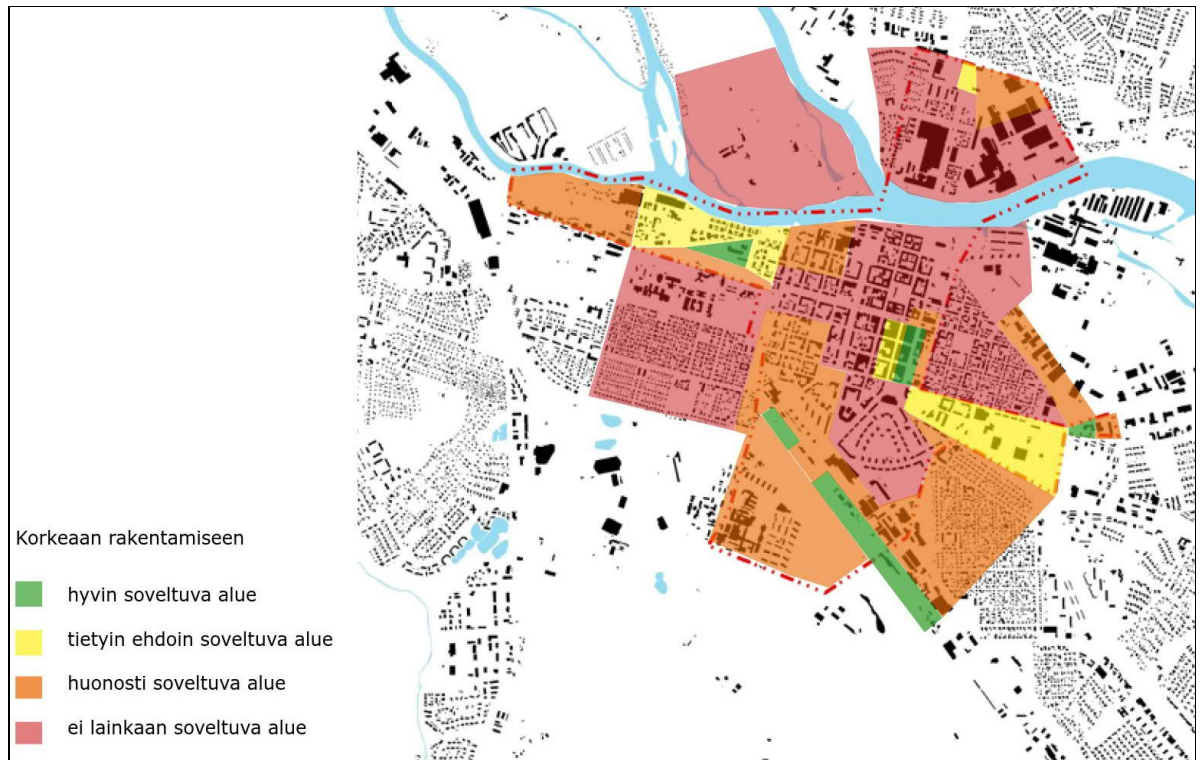 Korkeaan rakentamiseen
hyvin soveltuva alue
tietyin ehdoin soveltuva alue
huonosti soveltuva alue
ei lainkaan soveltuva alue